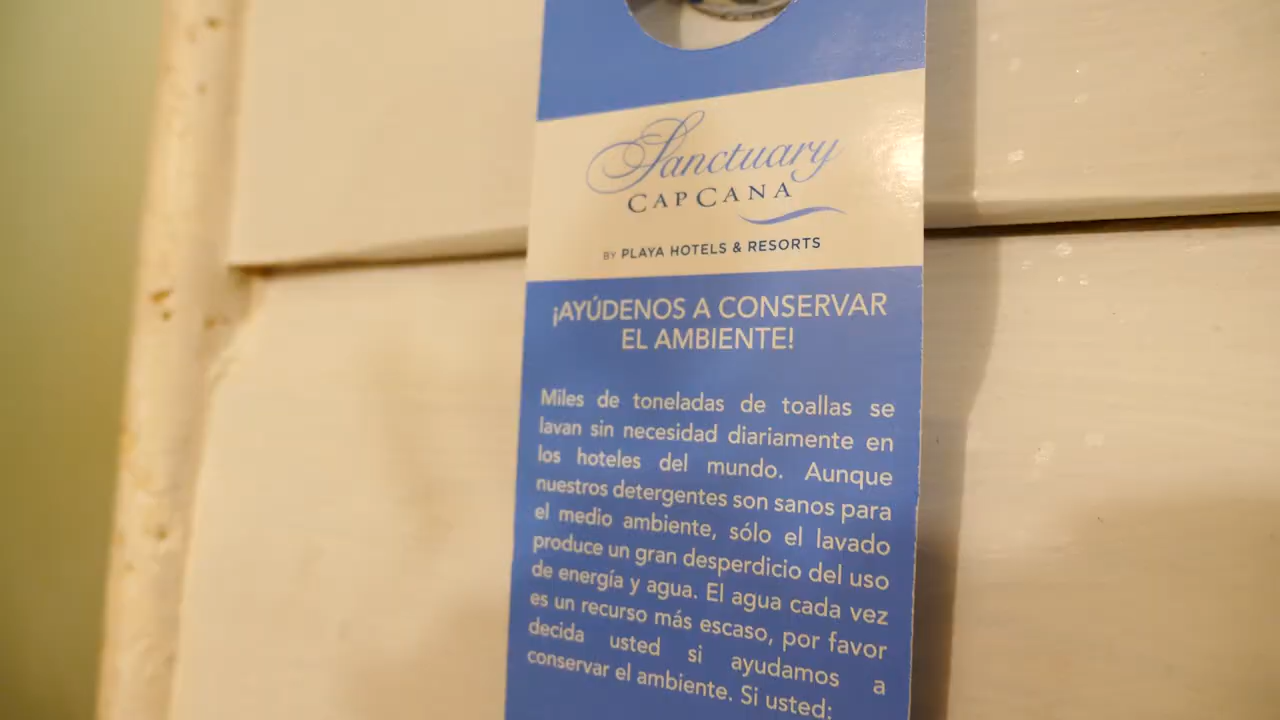 Sanctuary
CAP CANA
BY PLAYA HOTELS & RESORTS
¡AYÚDENOS A CONSERVAR
EL AMBIENTE!
Miles de toneladas de toallas se
lavan sin necesidad diariamente en
los hoteles del mundo. Aunque
nuestros detergentes son sanos para
el medio ambiente, sólo el lavado
produce un gran desperdicio del uso
de energía y agua. El agua cada vez
es un recurso más escaso, por favor
decida usted si ayudamos a
conservar el ambiente. Si usted: